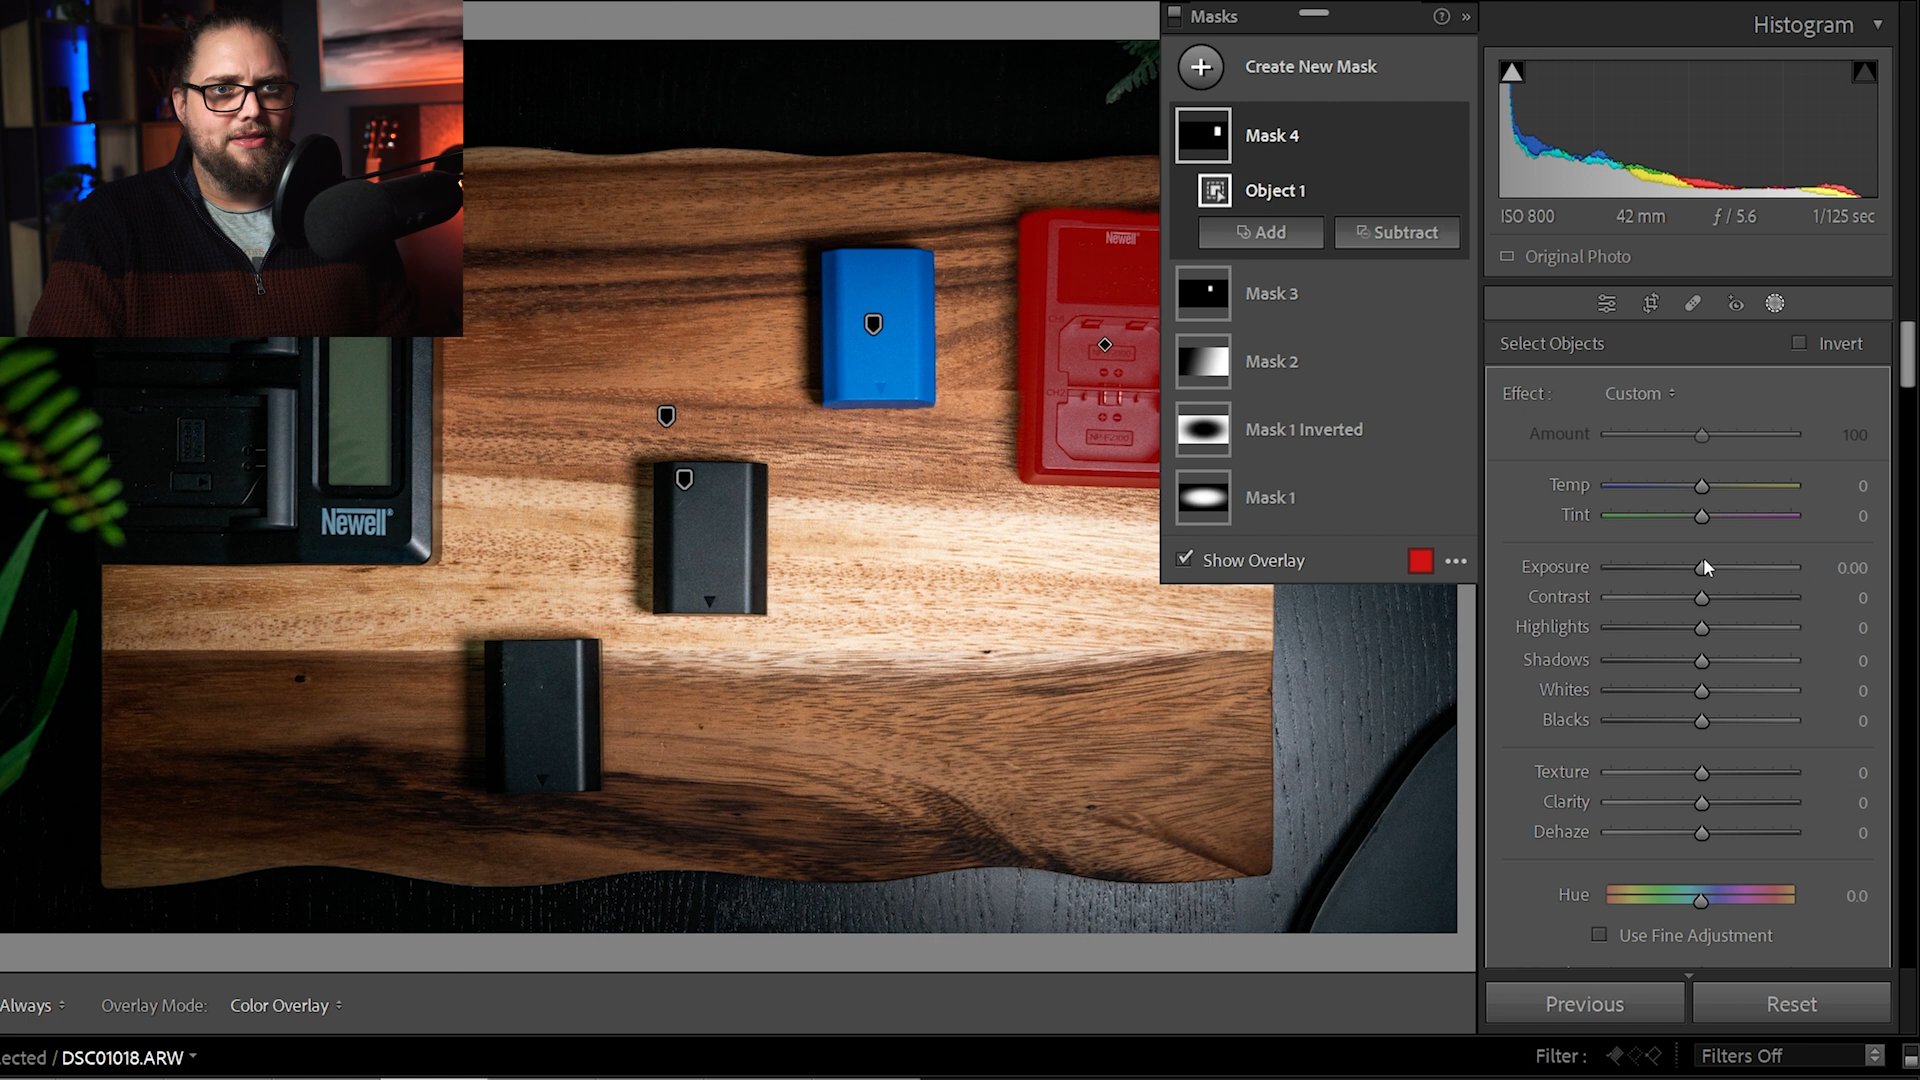 Masks
Create New Mask
Mask 4
Object 1
Add
Subtract
Mask 3
Mask 2
Mask 1 Inverted
Mask 1
Show Overlay
Newell
Newell
Histogram
ISO 800
42 mm
ƒ / 5.6
1/125 sec
Original Photo
Select Objects
Invert
Effect :
Custom
Amount
100
Temp
0
Tint
0
Exposure
0.00
Contrast
0
Highlights
0
Shadows
0
Whites
0
Blacks
0
Texture
0
Clarity
0
Dehaze
0
Hue
0.0
Use Fine Adjustment
Previous
Reset
Always
Overlay Mode:
Color Overlay
ected / DSC01018.ARW
Filter :
Filters Off